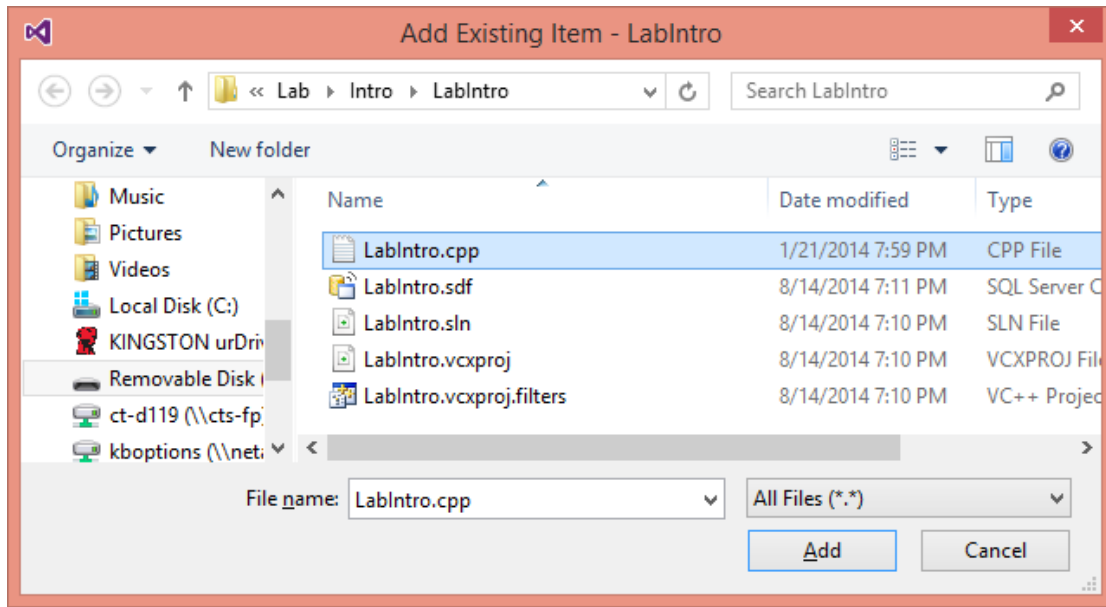 Add Existing Item - LabIntro
« Lab Intro LabIntro
Search LabIntro
Organize New folder
Music
Pictures
Videos
Local Disk (C:)
KINGSTON urDriv
Removable Disk (
ct-d119 (\\cts-fp
kboptions (\\net
Name Date modified Type
LabIntro.cpp 1/21/2014 7:59 PM CPP File
LabIntro.sdf 8/14/2014 7:11 PM SQL Server C
LabIntro.sln 8/14/2014 7:10 PM SLN File
LabIntro.vcxproj 8/14/2014 7:10 PM VCXPROJ File
LabIntro.vcxproj.filters 8/14/2014 7:10 PM VC++ Projec
File name: LabIntro.cpp All Files (*.*)
Add Cancel